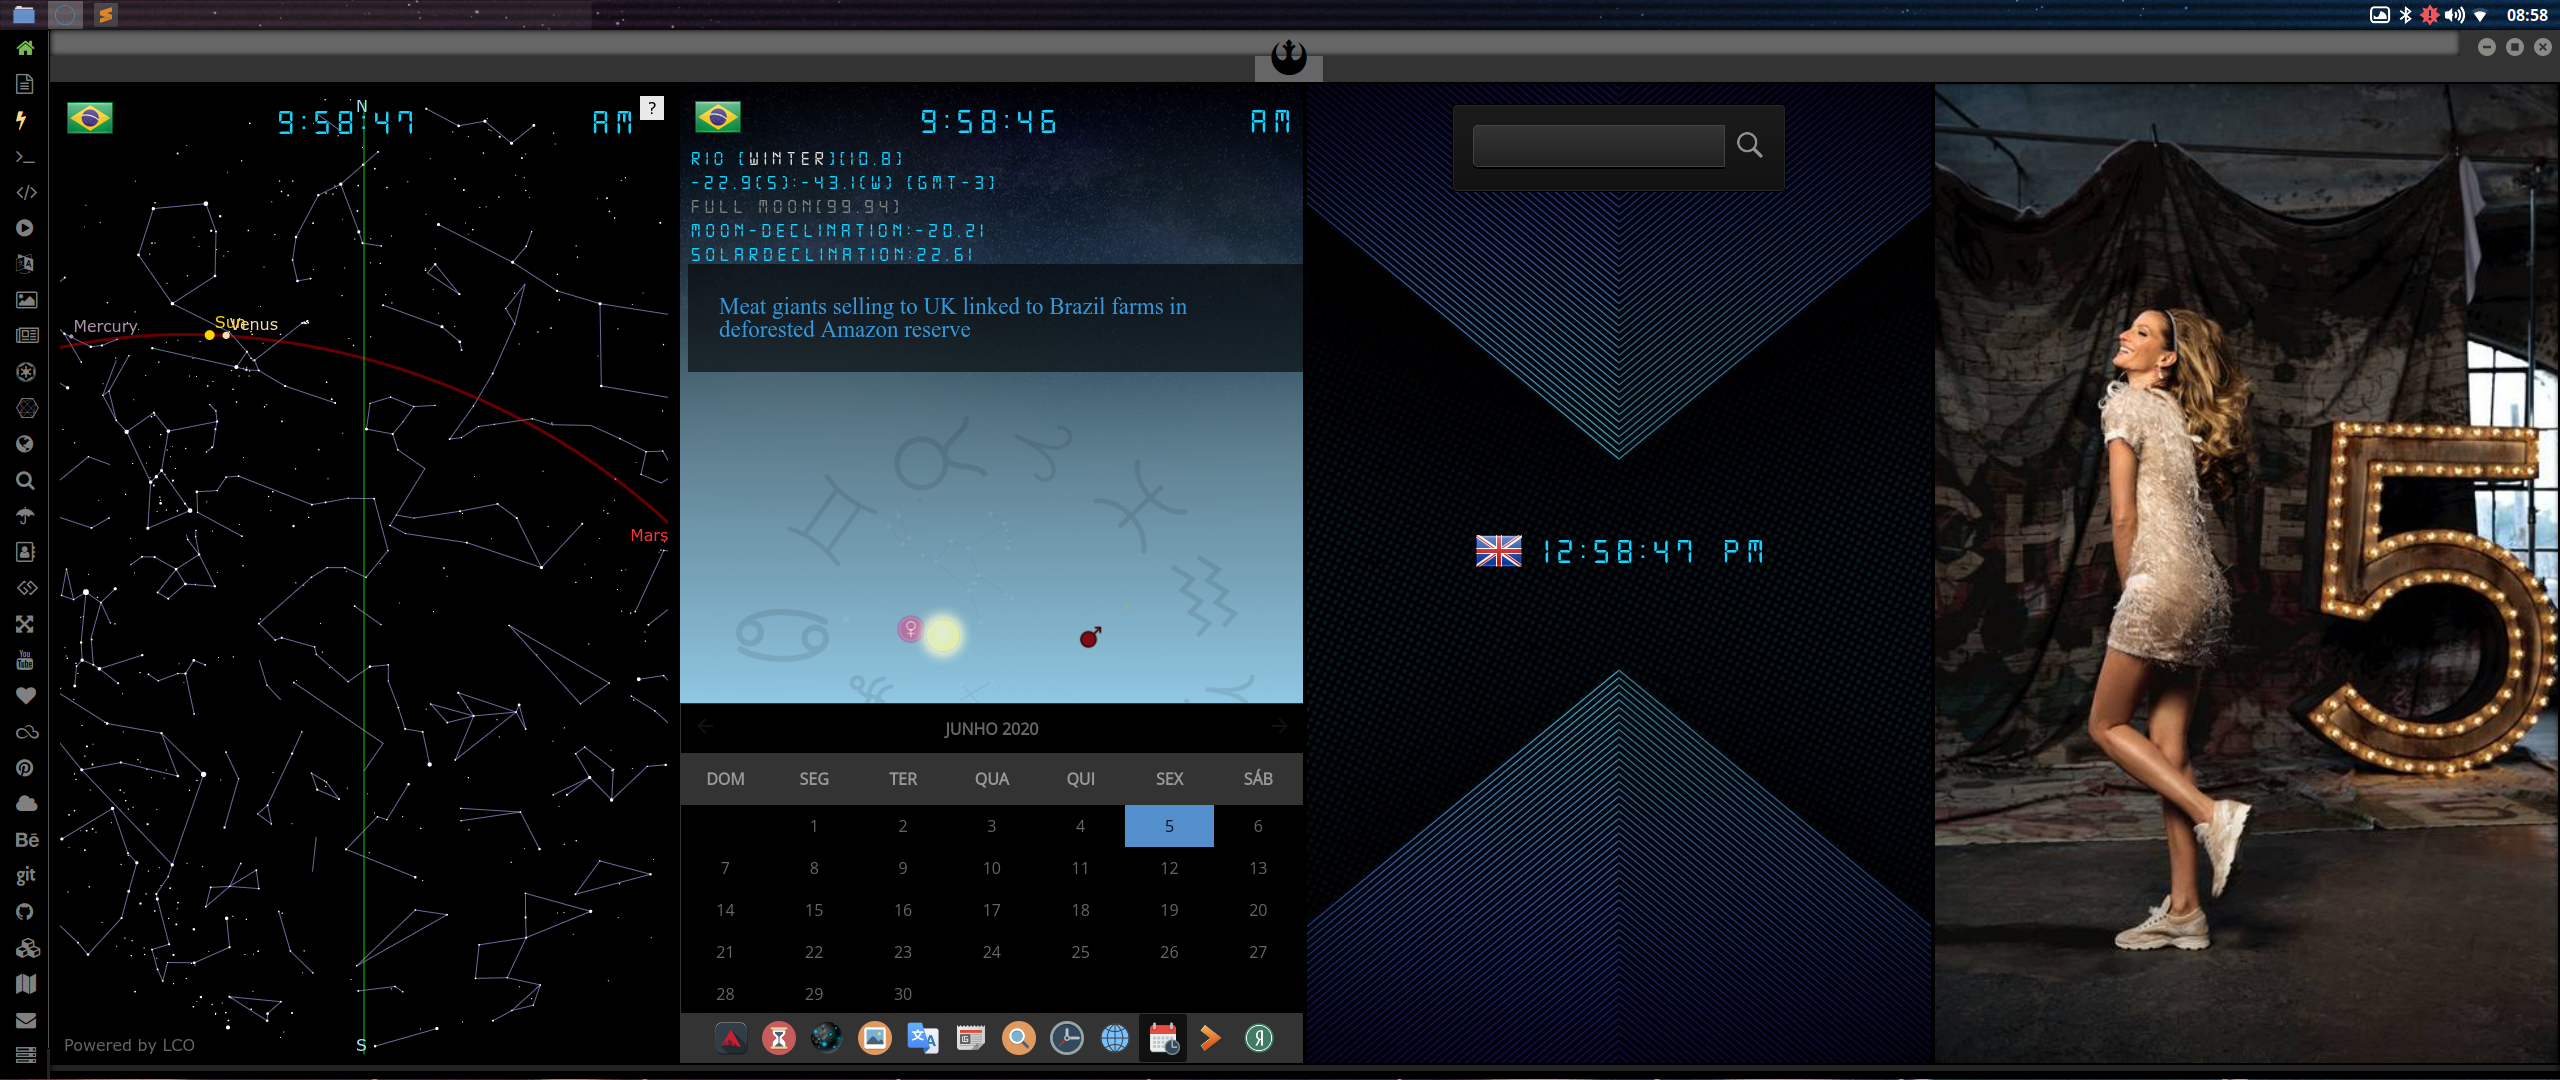 08:58
N
9:58:47 AM
?
Mercury
Sun
Venus
Mars
S
Powered by LCO
9:58:46 AM
RIO [WINTER][10.8]
-22.9(S):-43.1(W) [GMT-3]
FULL MOON[99.94]
MOON-DECLINATION:-20.21
SOLARDECLINATION:22.61
Meat giants selling to UK linked to Brazil farms in
deforested Amazon reserve
JUNHO 2020
DOM SEG TER QUA QUI SEX SÁB
1 2 3 4 5 6
7 8 9 10 11 12 13
14 15 16 17 18 19 20
21 22 23 24 25 26 27
28 29 30
12:58:47 PM
5
You
Tube
Bē
git